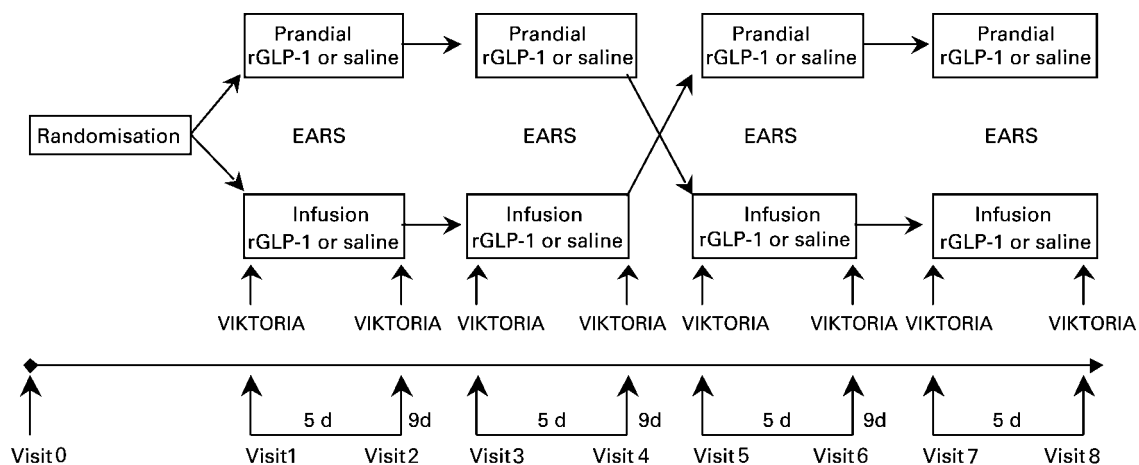 Prandial
rGLP-1 or saline
Prandial
rGLP-1 or saline
Prandial
rGLP-1 or saline
Prandial
rGLP-1 or saline
Randomisation
EARS
EARS
EARS
EARS
Infusion
rGLP-1 or saline
Infusion
rGLP-1 or saline
Infusion
rGLP-1 or saline
Infusion
rGLP-1 or saline
VIKTORIA
VIKTORIA
VIKTORIA
VIKTORIA
VIKTORIA
VIKTORIA
VIKTORIA
VIKTORIA
5 d
9d
5 d
9d
5 d
9d
5 d
Visit 0
Visit1
Visit 2
Visit 3
Visit 4
Visit 5
Visit 6
Visit 7
Visit 8